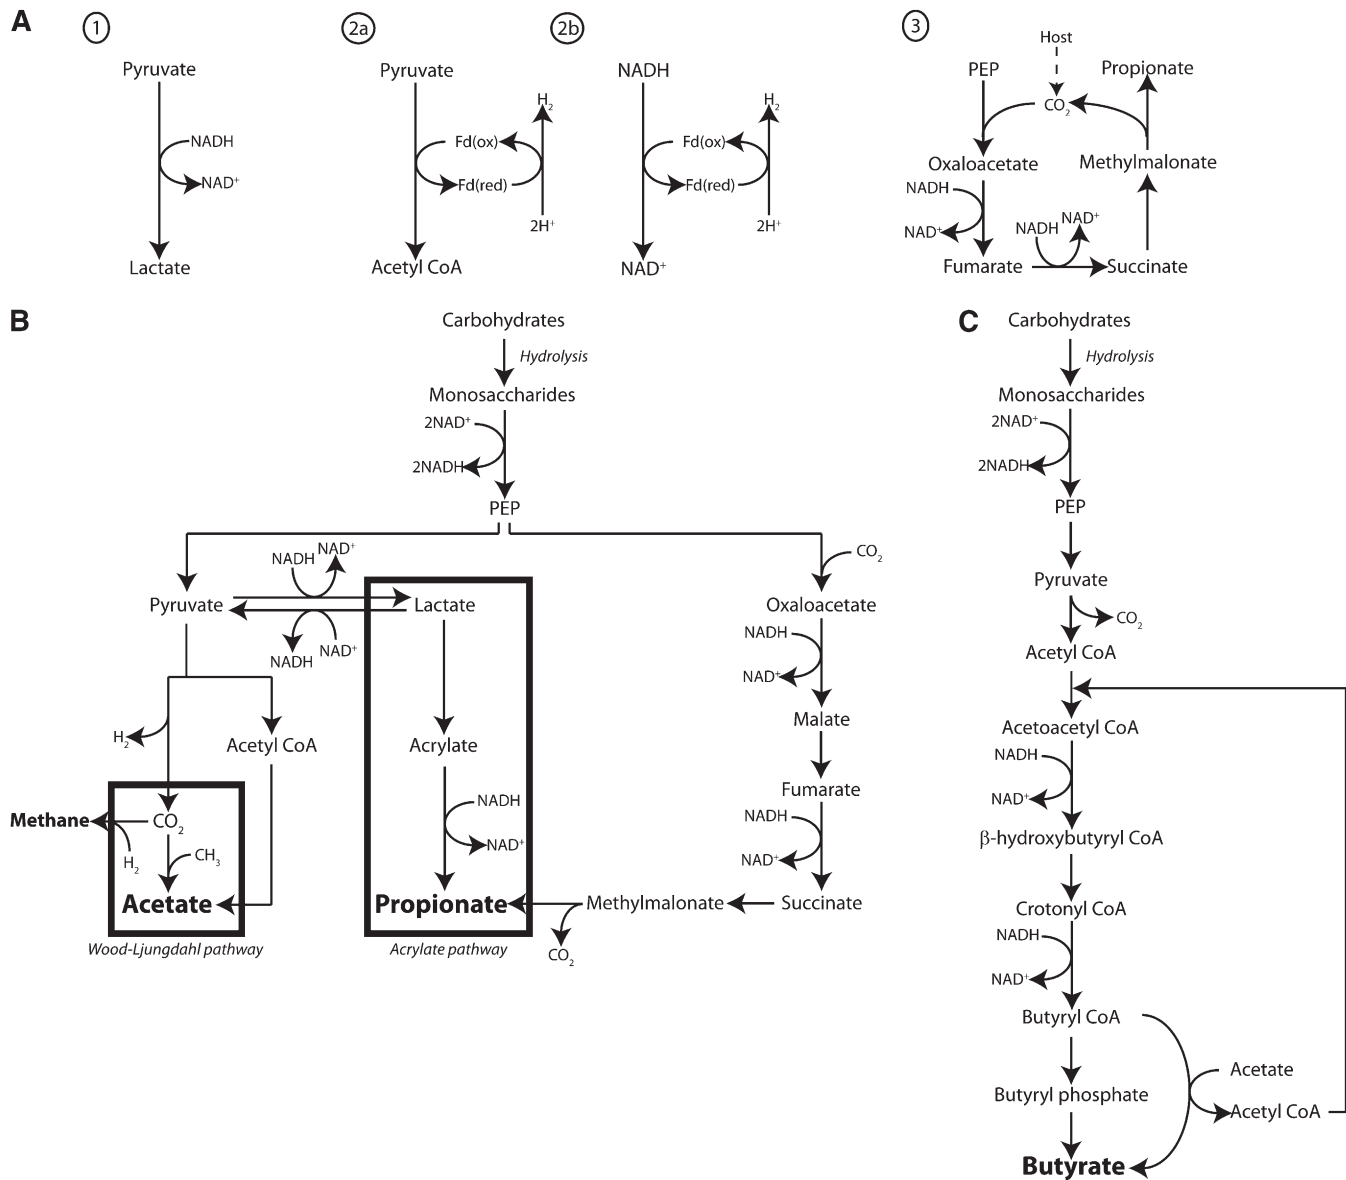 A
1
Pyruvate
NADH
NAD⁺
Lactate
2a
Pyruvate
H₂
Fd(ox)
Fd(red)
2H⁺
Acetyl CoA
2b
NADH
H₂
Fd(ox)
Fd(red)
2H⁺
NAD⁺
3
Host
PEP
Propionate
CO₂
Oxaloacetate
Methylmalonate
NADH
NAD⁺
NADH
NAD⁺
Fumarate
Succinate
B
Carbohydrates
Hydrolysis
Monosaccharides
2NAD⁺
2NADH
PEP
NADH
NAD⁺
CO₂
Pyruvate
Lactate
Oxaloacetate
NADH
NAD⁺
NADH
NAD⁺
Malate
H₂
Acetyl CoA
Acrylate
Fumarate
NADH
NAD⁺
NADH
NAD⁺
Methane
CO₂
H₂
CH₃
Acetate
Propionate
Methylmalonate
Succinate
CO₂
Wood-Ljungdahl pathway
Acrylate pathway
C
Carbohydrates
Hydrolysis
Monosaccharides
2NAD⁺
2NADH
PEP
Pyruvate
CO₂
Acetyl CoA
Acetoacetyl CoA
NADH
NAD⁺
β-hydroxybutyryl CoA
Crotonyl CoA
NADH
NAD⁺
Butyryl CoA
Acetate
Butyryl phosphate
Acetyl CoA
Butyrate